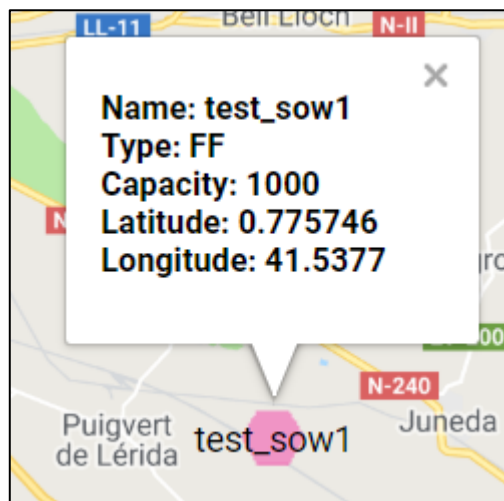 LL-11
Bell Lloch
N-II
Name: test_sow1
Type: FF
Capacity: 1000
Latitude: 0.775746
Longitude: 41.5377
N-240
Puigvert
de Lérida
test_sow1
Juneda